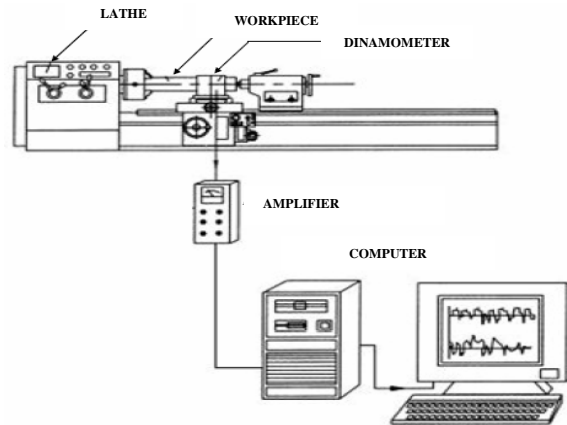 LATHE
WORKPIECE
DINAMOMETER
AMPLIFIER
COMPUTER